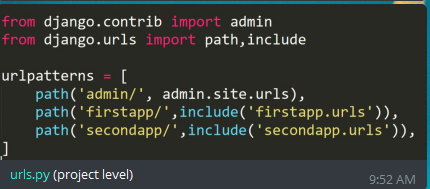 from django.contrib import admin
from django.urls import path,include

urlpatterns = [
    path('admin/', admin.site.urls),
    path('firstapp/',include('firstapp.urls')),
    path('secondapp/',include('secondapp.urls')),
]
urls.py (project level)
9:52 AM